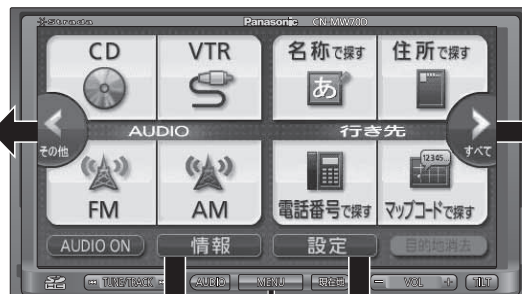 Strada Panasonic CN-MW700
CD VTR 名称で探す 住所で探す
あ
AUDIO 行き先
その他 すべて
12345...
FM AM 電話番号で探す マップコードで探す
AUDIO ON 情報 設定 目的地消去
TUNE/TRACK AUDIO MENU 現在地 － VOL ＋ TILT